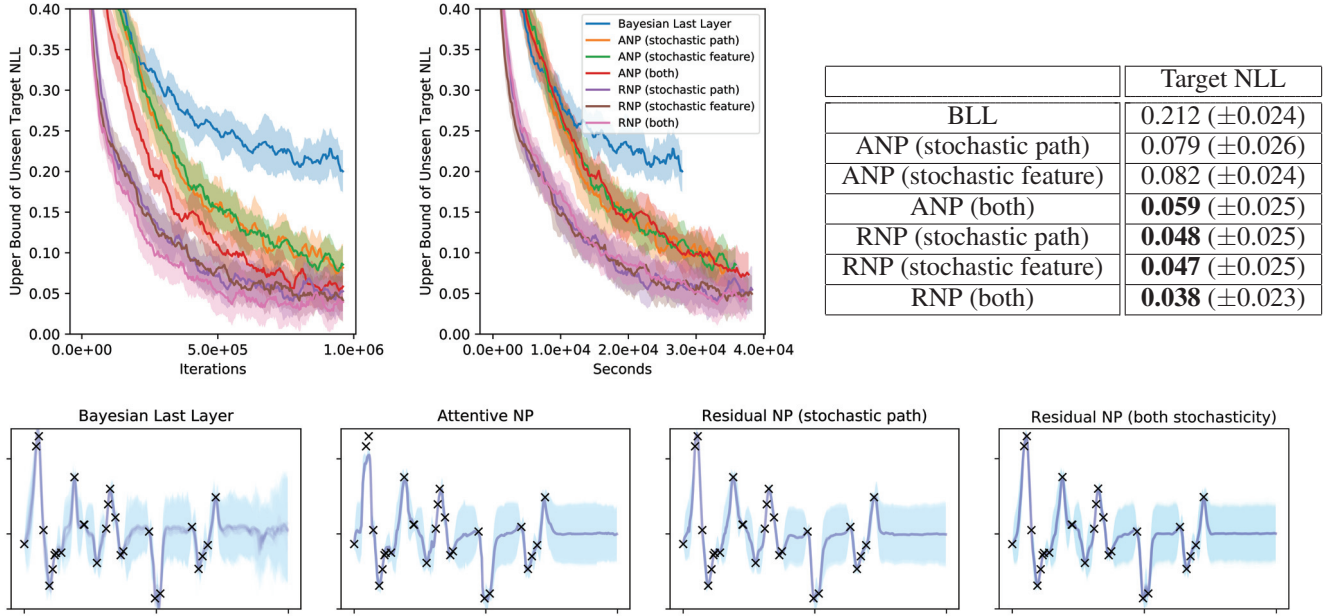 Upper Bound of Unseen Target NLL
0.40
0.35
0.30
0.25
0.20
0.15
0.10
0.05
0.00
0.0e+00 5.0e+05 1.0e+06
Iterations
Upper Bound of Unseen Target NLL
0.40
0.35
0.30
0.25
0.20
0.15
0.10
0.05
0.00
0.0e+00 1.0e+04 2.0e+04 3.0e+04 4.0e+04
Seconds
Bayesian Last Layer
ANP (stochastic path)
ANP (stochastic feature)
ANP (both)
RNP (stochastic path)
RNP (stochastic feature)
RNP (both)
Target NLL
BLL 0.212 (±0.024)
ANP (stochastic path) 0.079 (±0.026)
ANP (stochastic feature) 0.082 (±0.024)
ANP (both) 0.059 (±0.025)
RNP (stochastic path) 0.048 (±0.025)
RNP (stochastic feature) 0.047 (±0.025)
RNP (both) 0.038 (±0.023)
Bayesian Last Layer
Attentive NP
Residual NP (stochastic path)
Residual NP (both stochasticity)